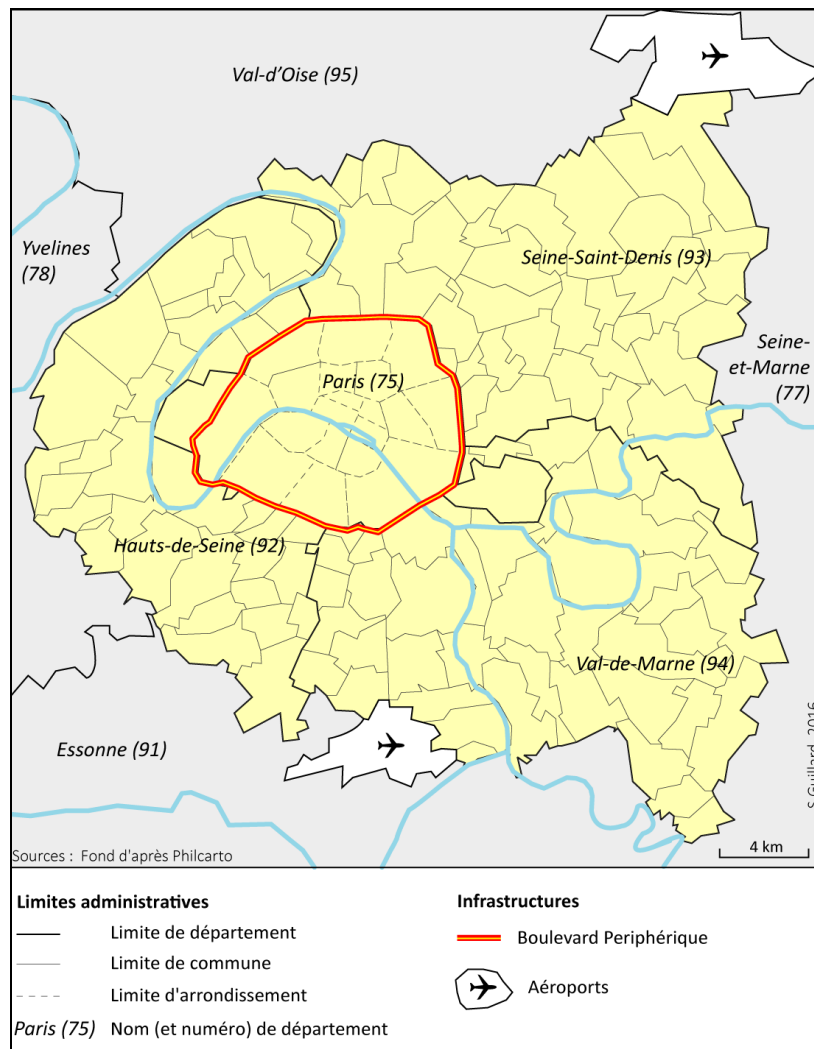 Val-d'Oise (95)
Yvelines
(78)
Seine-Saint-Denis (93)
Seine-
et-Marne
(77)
Paris (75)
Hauts-de-Seine (92)
Val-de-Marne (94)
Essonne (91)
S.Guillard, 2016
Sources : Fond d'après Philcarto
4 km
Limites administratives
Limite de département
Limite de commune
Limite d'arrondissement
Paris (75) Nom (et numéro) de département
Infrastructures
Boulevard Periphérique
Aéroports